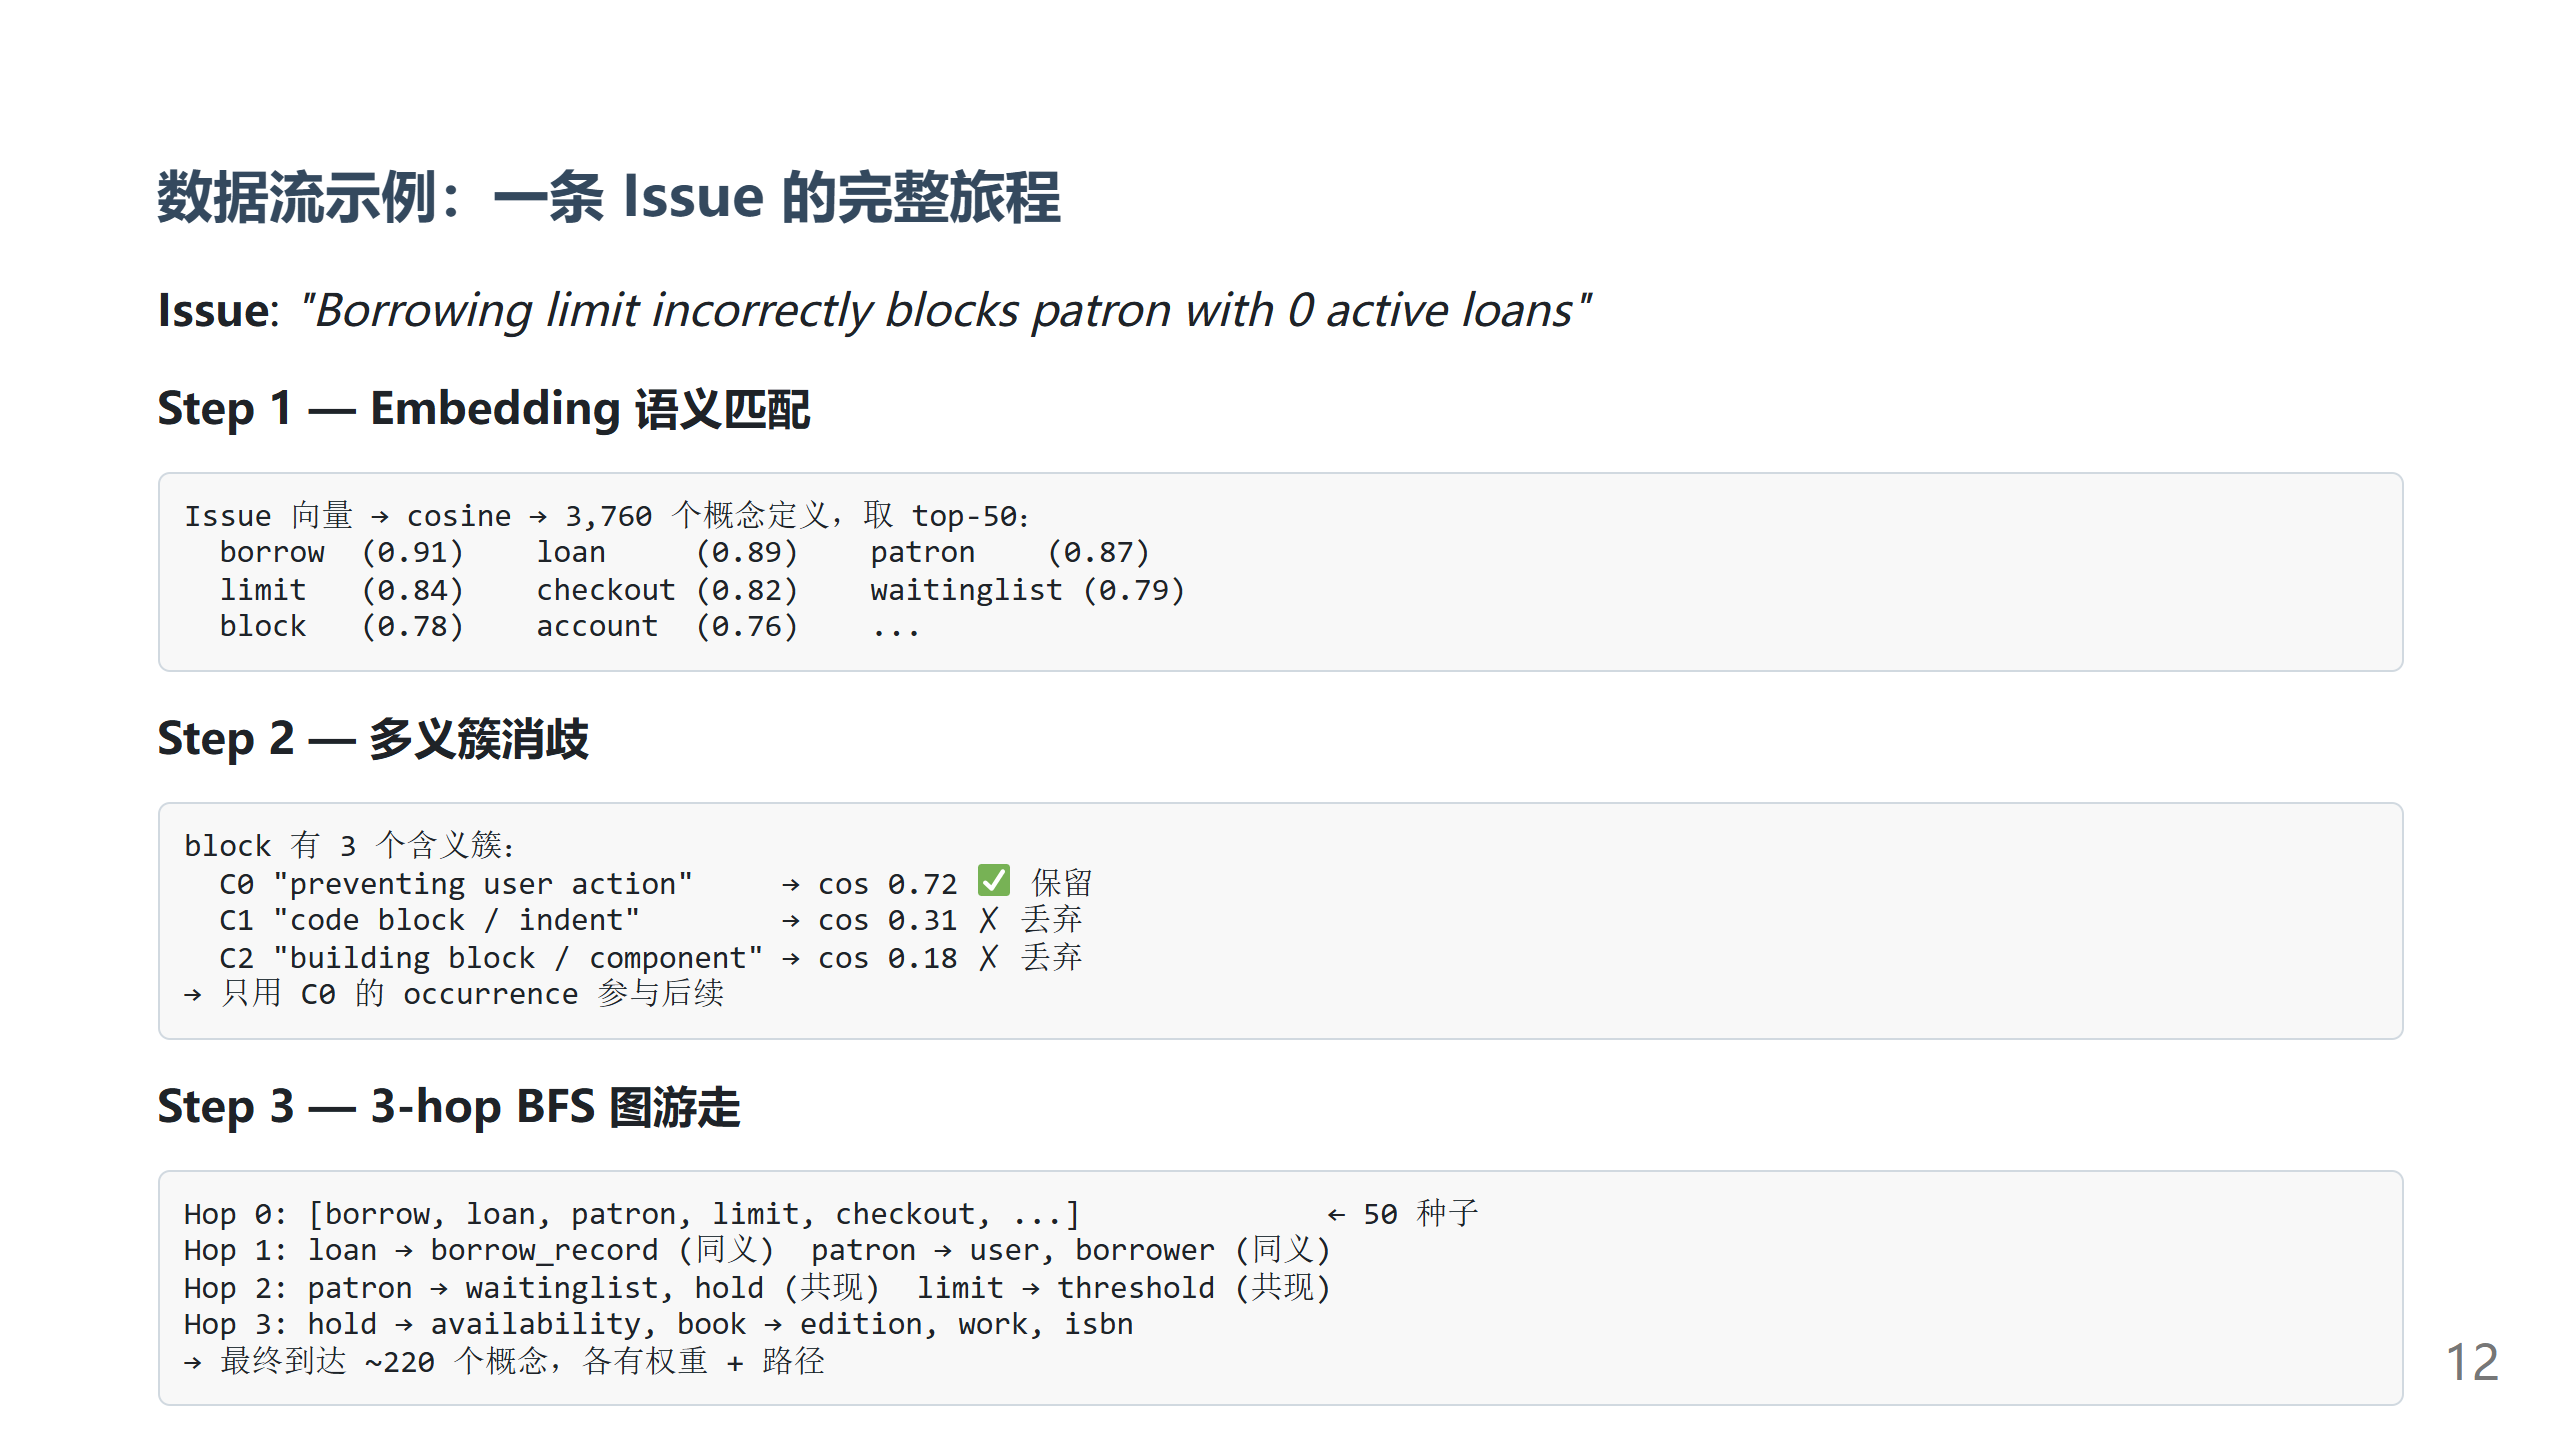 数据流示例：一条 Issue 的完整旅程
Issue: "Borrowing limit incorrectly blocks patron with 0 active loans"
Step 1 — Embedding 语义匹配
Issue 向量 → cosine → 3,760 个概念定义，取 top-50：
borrow (0.91) loan (0.89) patron (0.87)
limit (0.84) checkout (0.82) waitinglist (0.79)
block (0.78) account (0.76) ...
Step 2 — 多义簇消歧
block 有 3 个含义簇：
C0 "preventing user action" → cos 0.72 ✅ 保留
C1 "code block / indent" → cos 0.31 ✗ 丢弃
C2 "building block / component" → cos 0.18 ✗ 丢弃
→ 只用 C0 的 occurrence 参与后续
Step 3 — 3-hop BFS 图游走
Hop 0: [borrow, loan, patron, limit, checkout, ...] ← 50 种子
Hop 1: loan → borrow_record (同义) patron → user, borrower (同义)
Hop 2: patron → waitinglist, hold (共现) limit → threshold (共现)
Hop 3: hold → availability, book → edition, work, isbn
→ 最终到达 ~220 个概念，各有权重 + 路径
12